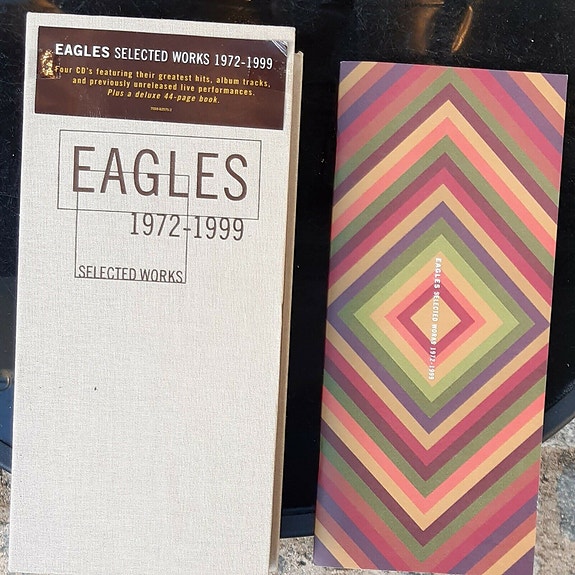 EAGLES SELECTED WORKS 1972-1999
Four CD's featuring their greatest hits, album tracks,
and previously unreleased live performances.
Plus a deluxe 44-page book.
EAGLES
1972-1999
SELECTED WORKS
EAGLES SELECTED WORKS 1972-1999